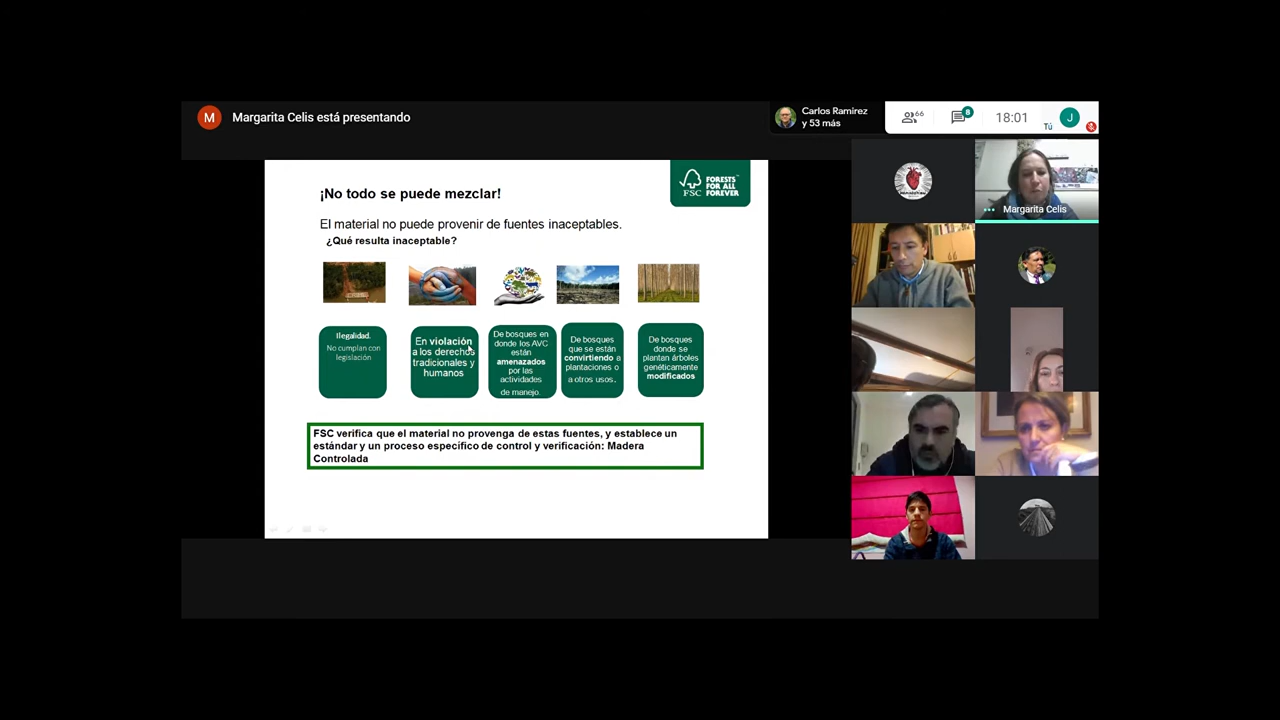 M
Margarita Celis está presentando
Carlos Ramirez
y 53 más
66
8
18:01
Tú
J
¡No todo se puede mezclar!
FSC
FORESTS
FOR ALL
FOREVER
El material no puede provenir de fuentes inaceptables.
¿Qué resulta inaceptable?
Ilegalidad.
No cumplan con
legislación
En violación
a los derechos
tradicionales y
humanos
De bosques en
donde los AVC
están
amenazados
por las
actividades
de manejo.
De bosques
que se están
convirtiendo a
plantaciones o
a otros usos.
De bosques
donde se
plantan árboles
genéticamente
modificados
FSC verifica que el material no provenga de estas fuentes, y establece un
estándar y un proceso específico de control y verificación: Madera
Controlada
Margarita Celis